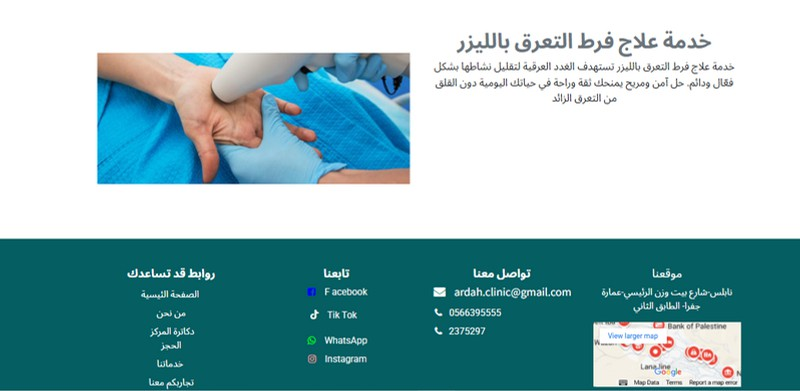 خدمة علاج فرط التعرق بالليزر
خدمة علاج فرط التعرق بالليزر تستهدف الغدد العرقية لتقليل نشاطها بشكل
فعّال ودائم. حل آمن ومريح يمنحك ثقة وراحة في حياتك اليومية دون القلق
من التعرق الزائد
موقعنا
نابلس-شارع بيت وزن الرئيسي-عمارة
جفرا- الطابق الثاني
View larger map
Bank of Palestine
Google
Map Data
Terms
Report a map error
تواصل معنا
ardah.clinic@gmail.com
0566395555
2375297
تابعنا
F acebook
Tik Tok
WhatsApp
Instagram
روابط قد تساعدك
الصفحة الئيسية
من نحن
دكاترة المركز
الحجز
خدماتنا
تجاربكم معنا